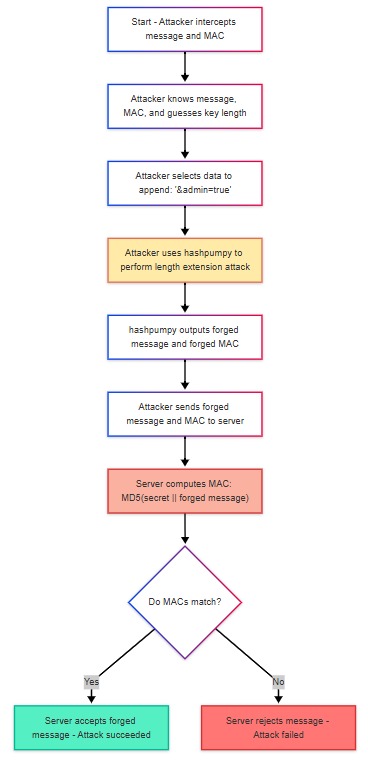 Start - Attacker intercepts
message and MAC
Attacker knows message,
MAC, and guesses key length
Attacker selects data to
append: '&admin=true'
Attacker uses hashpumpy to
perform length extension attack
hashpumpy outputs forged
message and forged MAC
Attacker sends forged
message and MAC to server
Server computes MAC:
MD5(secret || forged message)
Do MACs match?
Yes
No
Server accepts forged
message - Attack succeeded
Server rejects message -
Attack failed